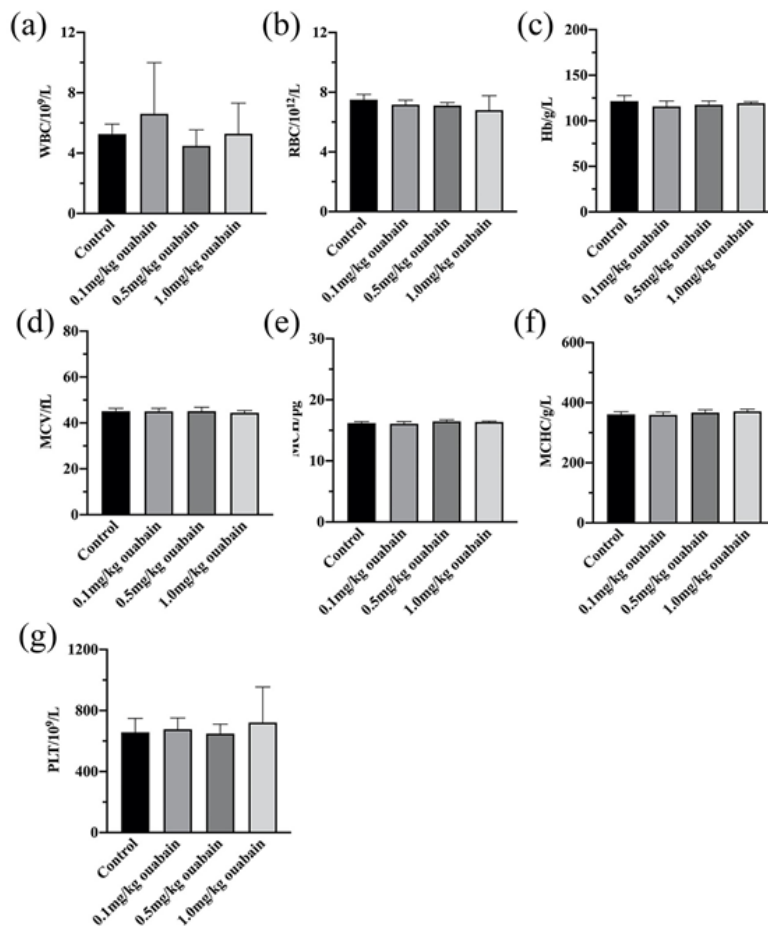 (a)
WBC/10⁹/L
12
8
4
0
Control
0.1mg/kg ouabain
0.5mg/kg ouabain
1.0mg/kg ouabain
(b)
RBC/10¹²/L
12
8
4
0
Control
0.1mg/kg ouabain
0.5mg/kg ouabain
1.0mg/kg ouabain
(c)
Hb/g/L
200
150
100
50
0
Control
0.1mg/kg ouabain
0.5mg/kg ouabain
1.0mg/kg ouabain
(d)
MCV/fL
80
60
40
20
0
Control
0.1mg/kg ouabain
0.5mg/kg ouabain
1.0mg/kg ouabain
(e)
MCH/pg
30
20
10
0
Control
0.1mg/kg ouabain
0.5mg/kg ouabain
1.0mg/kg ouabain
(f)
MCHC/g/L
600
400
200
0
Control
0.1mg/kg ouabain
0.5mg/kg ouabain
1.0mg/kg ouabain
(g)
PLT/10⁹/L
1200
800
400
0
Control
0.1mg/kg ouabain
0.5mg/kg ouabain
1.0mg/kg ouabain